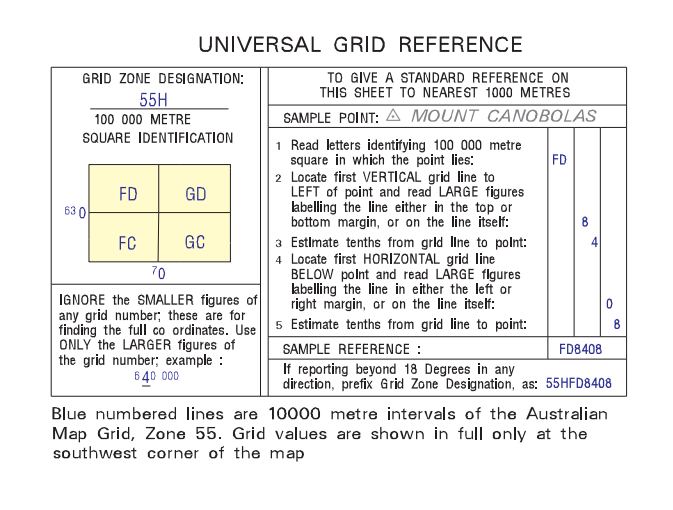 UNIVERSAL GRID REFERENCE
GRID ZONE DESIGNATION:
55H
100 000 METRE
SQUARE IDENTIFICATION
FD GD
63 0
FC GC
7 0
IGNORE the SMALLER figures of
any grid number; these are for
finding the full co ordinates. Use
ONLY the LARGER figures of
the grid number; example :
6 4 0 000
TO GIVE A STANDARD REFERENCE ON
THIS SHEET TO NEAREST 1000 METRES
SAMPLE POINT: MOUNT CANOBOLAS
1 Read letters identifying 100 000 metre
square in which the point lies: FD
2 Locate first VERTICAL grid line to
LEFT of point and read LARGE figures
labelling the line either in the top or
bottom margin, or on the line itself: 8
3 Estimate tenths from grid line to point: 4
4 Locate first HORIZONTAL grid line
BELOW point and read LARGE figures
labelling the line in either the left or
right margin, or on the line itself: 0
5 Estimate tenths from grid line to point: 8
SAMPLE REFERENCE : FD8408
If reporting beyond 18 Degrees in any
direction, prefix Grid Zone Designation, as: 55HFD8408
Blue numbered lines are 10000 metre intervals of the Australian
Map Grid, Zone 55. Grid values are shown in full only at the
southwest corner of the map